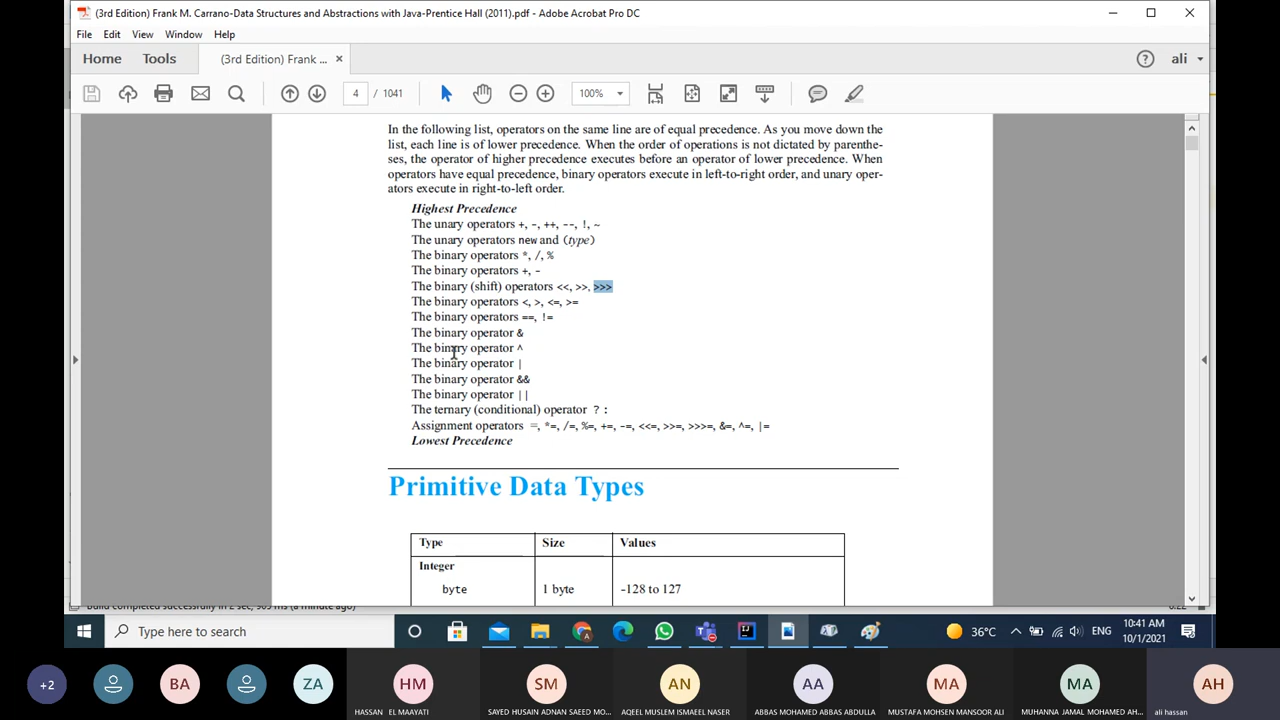 (3rd Edition) Frank M. Carrano-Data Structures and Abstractions with Java-Prentice Hall (2011).pdf - Adobe Acrobat Pro DC
File Edit View Window Help
Home Tools (3rd Edition) Frank ... × ali
4 / 1041 100%
In the following list, operators on the same line are of equal precedence. As you move down the
list, each line is of lower precedence. When the order of operations is not dictated by parenthe-
ses, the operator of higher precedence executes before an operator of lower precedence. When
operators have equal precedence, binary operators execute in left-to-right order, and unary oper-
ators execute in right-to-left order.
Highest Precedence
The unary operators +, -, ++, --, !, ~
The unary operators new and (type)
The binary operators *, /, %
The binary operators +, -
The binary (shift) operators <<, >>, >>>
The binary operators <, >, <=, >=
The binary operators ==, !=
The binary operator &
The binary operator ^
The binary operator |
The binary operator &&
The binary operator ||
The ternary (conditional) operator ? :
Assignment operators =, *=, /=, %=, +=, -=, <<=, >>=, >>>=, &=, ^=, |=
Lowest Precedence
Primitive Data Types
Type Size Values
Integer
byte 1 byte -128 to 127
Build completed successfully in 2 sec, 905 ms (a minute ago)
Type here to search 36°C ENG 10:41 AM
10/1/2021
+2 BA ZA HM SM AN AA MA MA AH
HASSAN EL MAAYATI SAYED HUSAIN ADNAN SAEED MO... AQEEL MUSLEM ISMAEEL NASER ABBAS MOHAMED ABBAS ABDULLA MUSTAFA MOHSEN MANSOOR ALI MUHANNA JAMAL MOHAMED AH... ali hassan